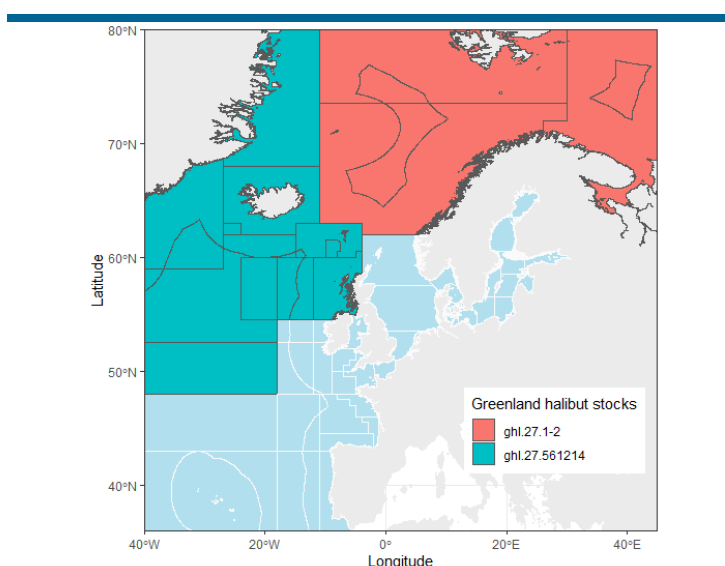 80°N
70°N
60°N
50°N
40°N
Latitude
Greenland halibut stocks
ghl.27.1-2
ghl.27.561214
40°W
20°W
0°
20°E
40°E
Longitude